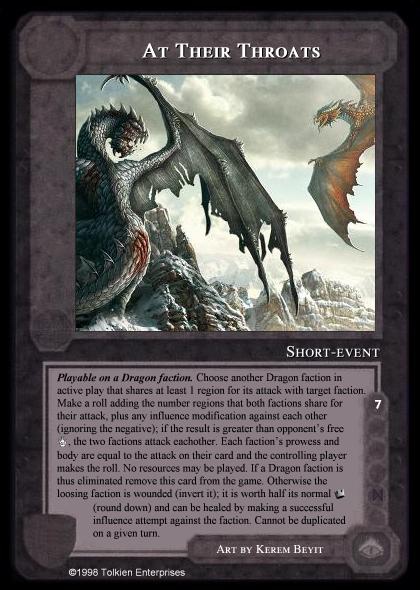 At Their Throats
Short-event
Playable on a Dragon faction. Choose another Dragon faction in
active play that shares at least 1 region for its attack with target faction.
Make a roll adding the number regions that both factions share for
their attack, plus any influence modification against each other
(ignoring the negative); if the result is greater than opponent's free
, the two factions attack eachother. Each faction's prowess and
body are equal to the attack on their card and the controlling player
makes the roll. No resources may be played. If a Dragon faction is
thus eliminated remove this card from the game. Otherwise the
loosing faction is wounded (invert it); it is worth half its normal
(round down) and can be healed by making a successful
influence attempt against the faction. Cannot be duplicated
on a given turn.
7
Art by Kerem Beyit
©1998 Tolkien Enterprises